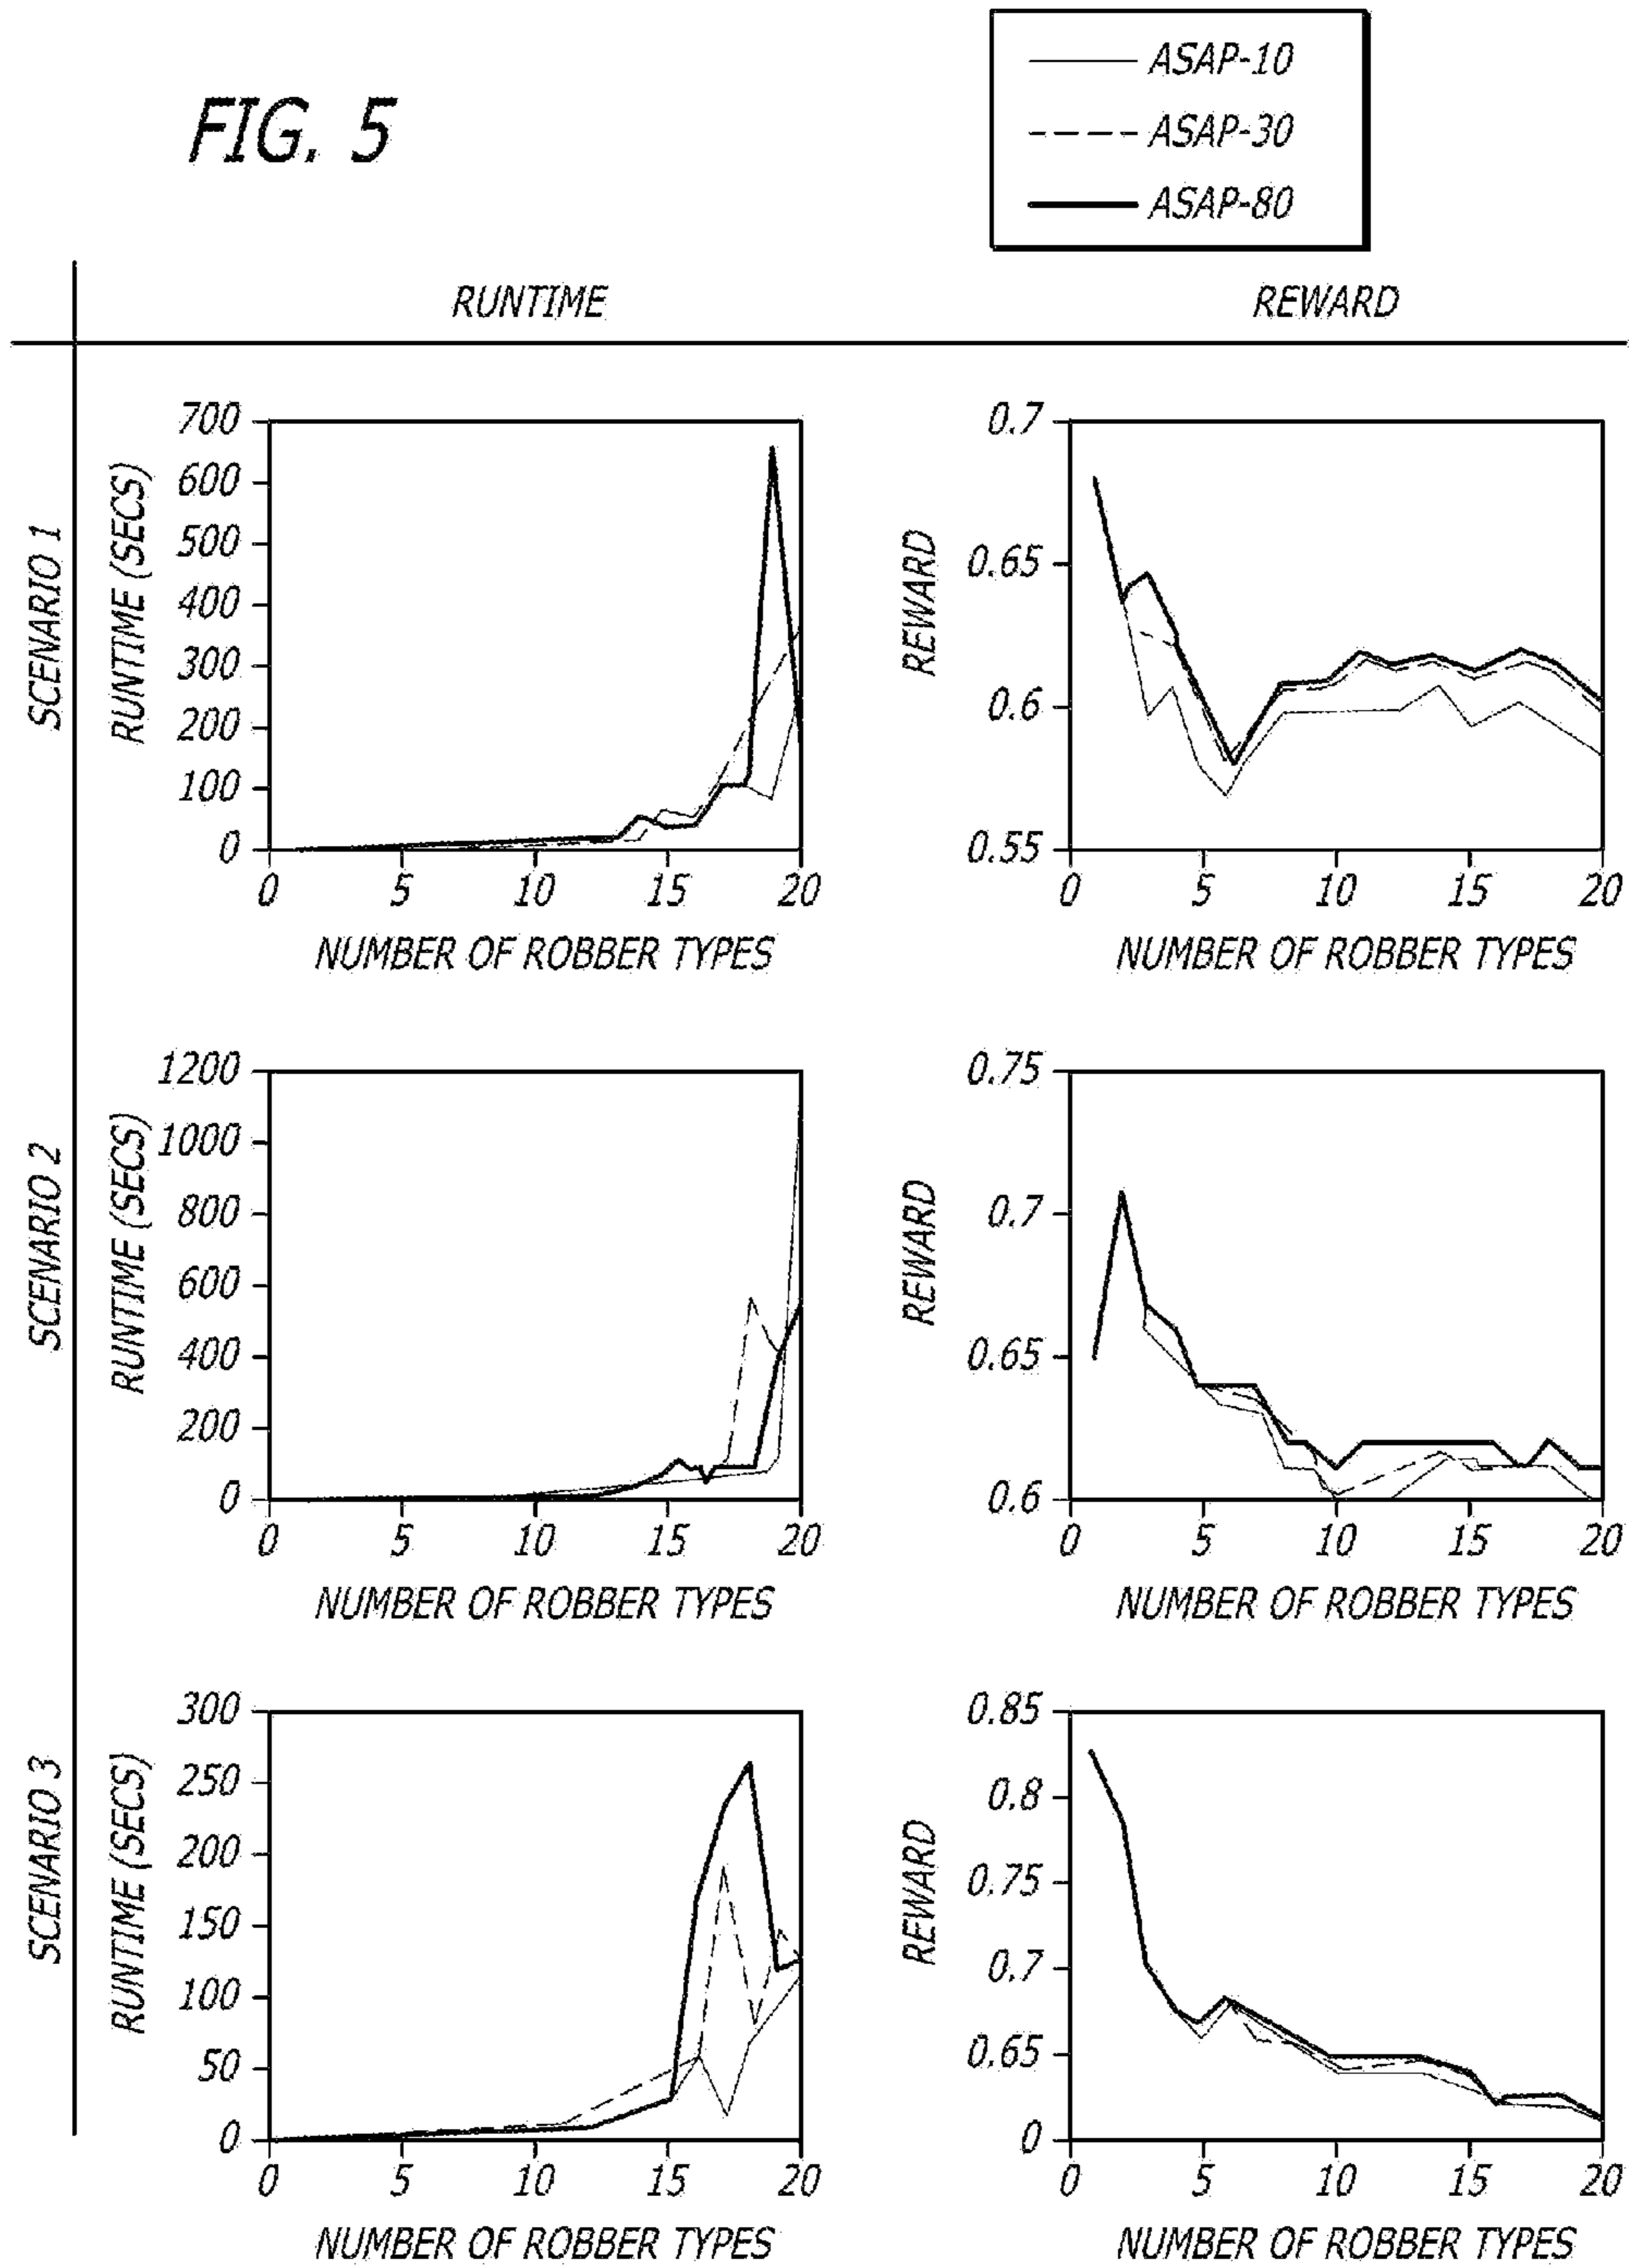 FIG. 5
ASAP-10
ASAP-30
ASAP-80
RUNTIME
REWARD
SCENARIO 1
RUNTIME (SECS)
700
600
500
400
300
200
100
0
0 5 10 15 20
NUMBER OF ROBBER TYPES
REWARD
0.7
0.65
0.6
0.55
0 5 10 15 20
NUMBER OF ROBBER TYPES
SCENARIO 2
RUNTIME (SECS)
1200
1000
800
600
400
200
0
0 5 10 15 20
NUMBER OF ROBBER TYPES
REWARD
0.75
0.7
0.65
0.6
0 5 10 15 20
NUMBER OF ROBBER TYPES
SCENARIO 3
RUNTIME (SECS)
300
250
200
150
100
50
0
0 5 10 15 20
NUMBER OF ROBBER TYPES
REWARD
0.85
0.8
0.75
0.7
0.65
0
0 5 10 15 20
NUMBER OF ROBBER TYPES